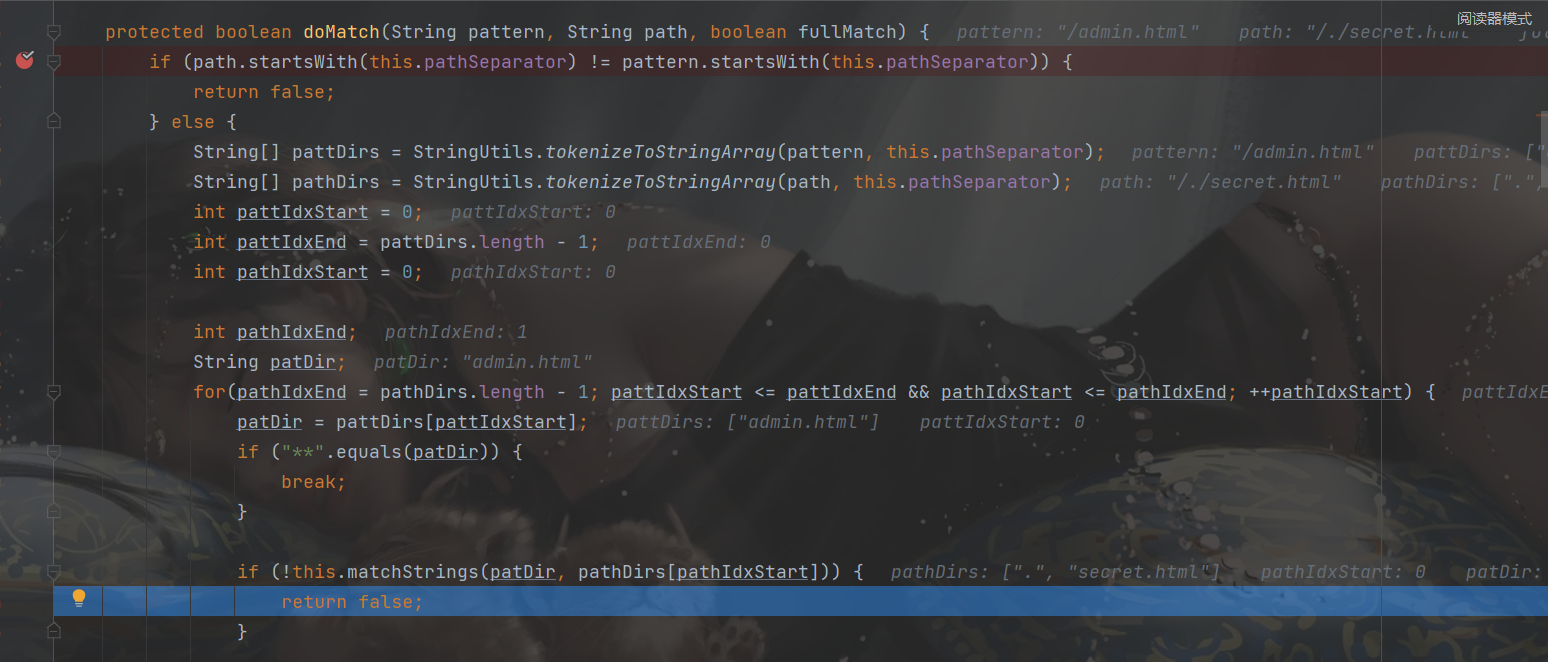 阅读器模式
protected boolean doMatch(String pattern, String path, boolean fullMatch) { pattern: "/admin.html" path: "/./secret.html"
if (path.startsWith(this.pathSeparator) != pattern.startsWith(this.pathSeparator)) {
return false;
} else {
String[] pattDirs = StringUtils.tokenizeToStringArray(pattern, this.pathSeparator); pattern: "/admin.html" pattDirs: ["
String[] pathDirs = StringUtils.tokenizeToStringArray(path, this.pathSeparator); path: "/./secret.html" pathDirs: [".",
int pattIdxStart = 0; pattIdxStart: 0
int pattIdxEnd = pattDirs.length - 1; pattIdxEnd: 0
int pathIdxStart = 0; pathIdxStart: 0
int pathIdxEnd; pathIdxEnd: 1
String patDir; patDir: "admin.html"
for(pathIdxEnd = pathDirs.length - 1; pattIdxStart <= pattIdxEnd && pathIdxStart <= pathIdxEnd; ++pathIdxStart) {
patDir = pattDirs[pattIdxStart]; pattDirs: ["admin.html"] pattIdxStart: 0
if ("**".equals(patDir)) {
break;
}
if (!this.matchStrings(patDir, pathDirs[pathIdxStart])) { pathDirs: [".", "secret.html"] pathIdxStart: 0 patDir:
return false;
}